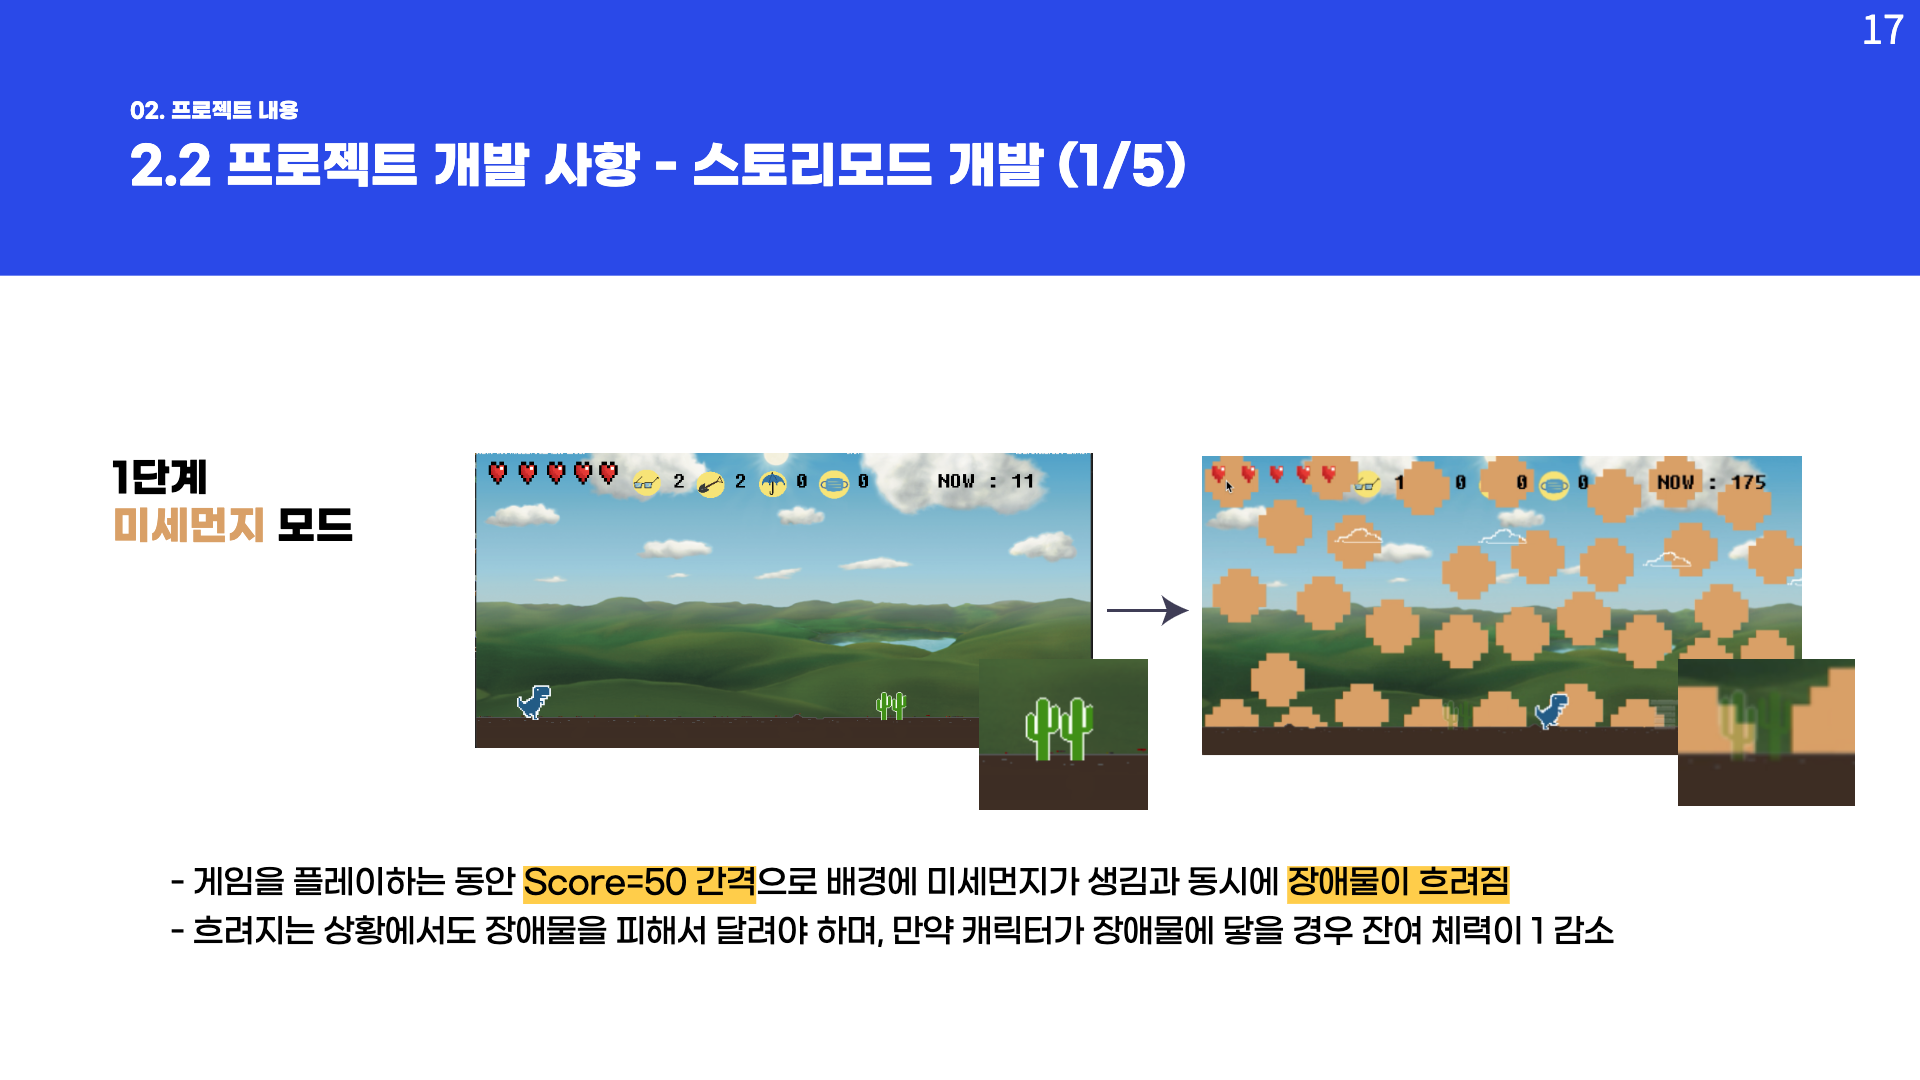 17
02. 프로젝트 내용
2.2 프로젝트 개발 사항 - 스토리모드 개발 (1/5)
1단계
미세먼지 모드
2 2 0 0 NOW : 11
1 0 0 0 NOW : 175
- 게임을 플레이하는 동안 Score=50 간격으로 배경에 미세먼지가 생김과 동시에 장애물이 흐려짐
- 흐려지는 상황에서도 장애물을 피해서 달려야 하며, 만약 캐릭터가 장애물에 닿을 경우 잔여 체력이 1 감소